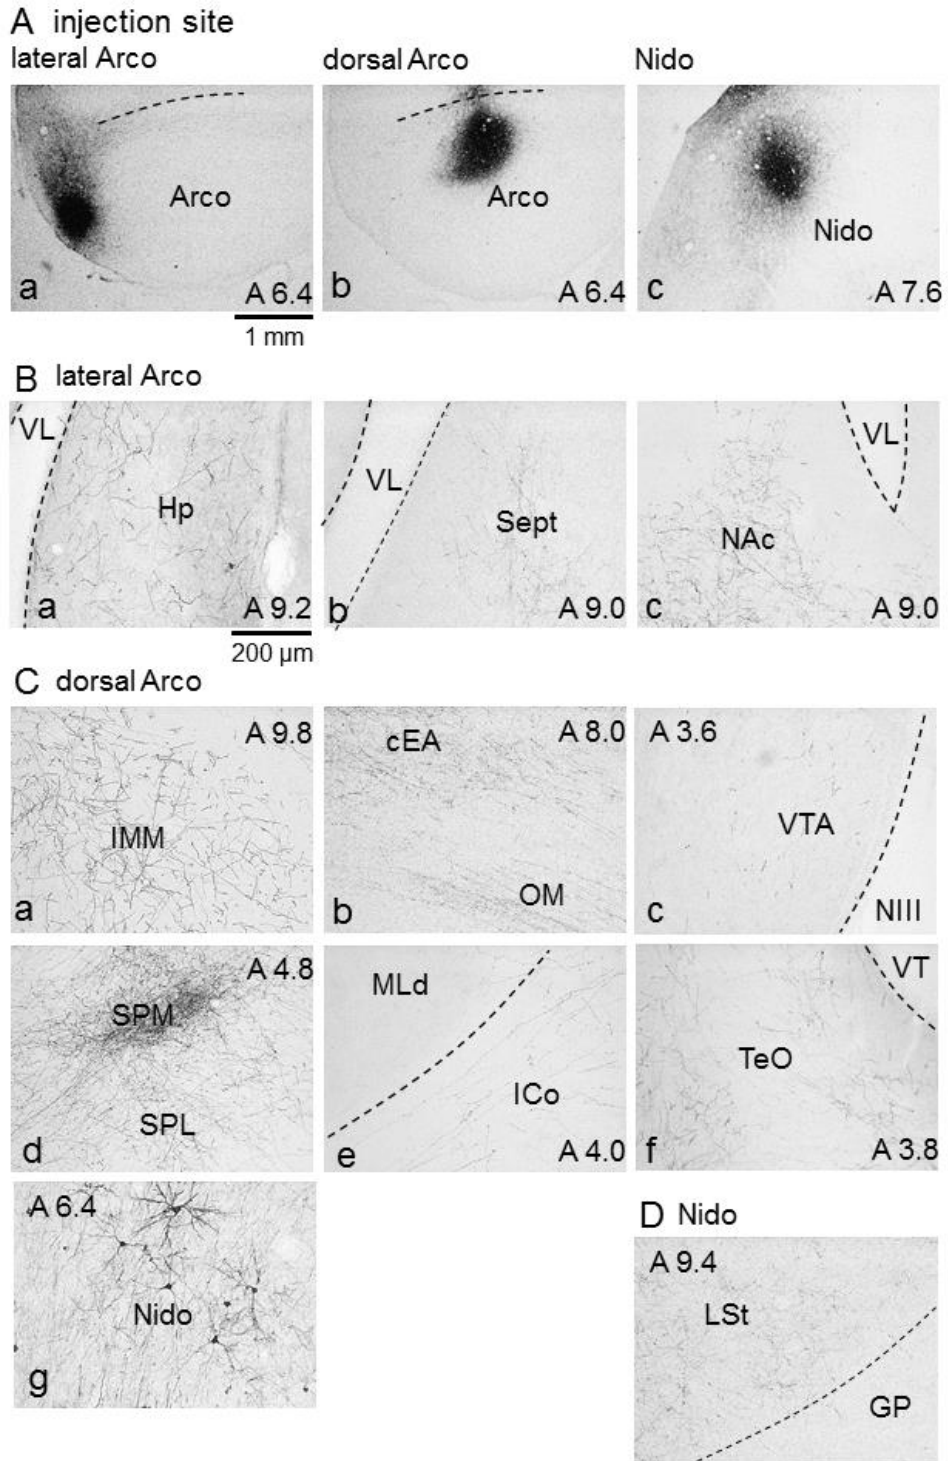 A injection site
lateral Arco
dorsal Arco
Nido
Arco
a
A 6.4
Arco
b
A 6.4
Nido
c
A 7.6
1 mm
B lateral Arco
VL
Hp
a
A 9.2
VL
Sept
b
A 9.0
VL
NAc
c
A 9.0
200 μm
C dorsal Arco
A 9.8
IMM
a
cEA
A 8.0
OM
b
A 3.6
VTA
c
NIII
A 4.8
SPM
SPL
d
MLd
ICo
e
A 4.0
VT
TeO
f
A 3.8
A 6.4
Nido
g
D Nido
A 9.4
LSt
GP